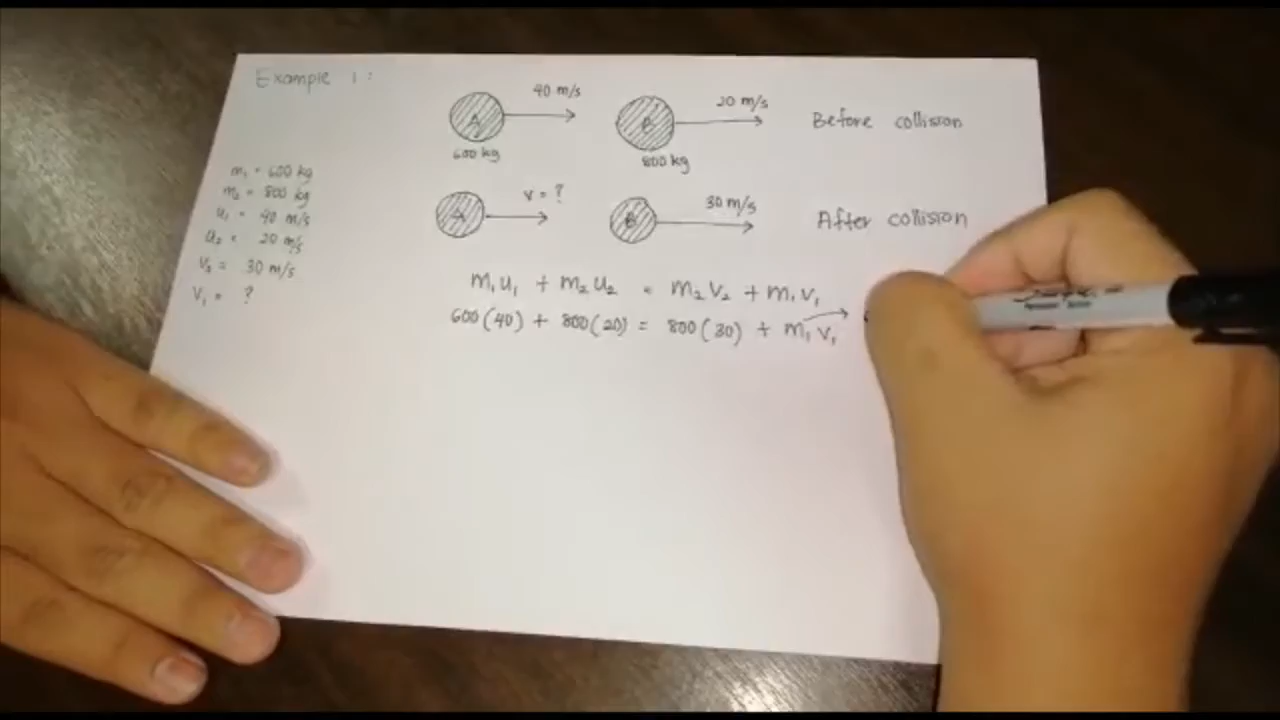 Example 1 :
40 m/s
20 m/s
A
B
Before collision
600 kg
800 kg
m₁ = 600 kg
m₂ = 800 kg
u₁ = 40 m/s
u₂ = 20 m/s
v₂ = 30 m/s
v₁ = ?
v = ?
30 m/s
A
B
After collision
m₁u₁ + m₂u₂ = m₂v₂ + m₁v₁
600(40) + 800(20) = 800(30) + m₁v₁